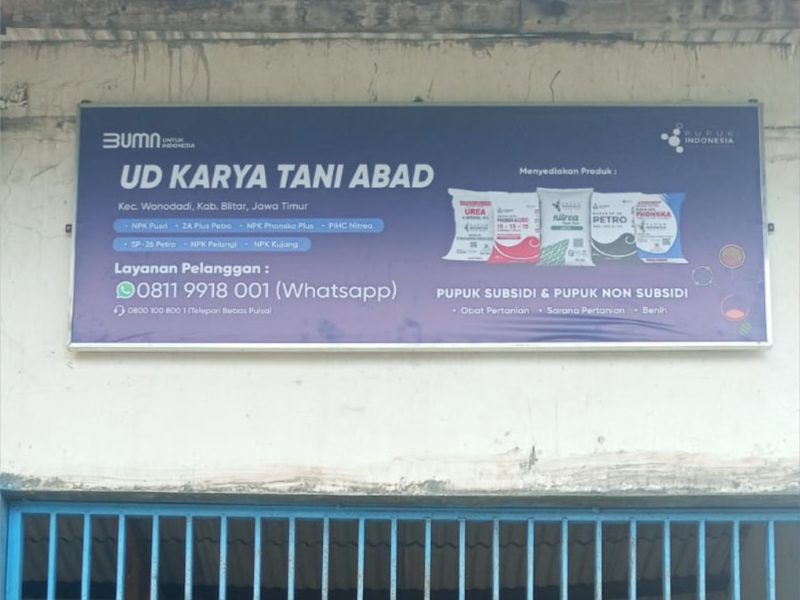 BUMN UNTUK INDONESIA
PUPUK INDONESIA
UD KARYA TANI ABAD
Kec. Wonodadi, Kab. Blitar, Jawa Timur
• NPK Pusri • ZA Plus Petro • NPK Phonska Plus • PIHC Nitrea
• SP-26 Petro • NPK Pelangi • NPK Kujang
Layanan Pelanggan :
0811 9918 001 (Whatsapp)
0800 100 800 1 (Telepon Bebas Pulsa)
Menyediakan Produk :
UREA
15 - 15 - 15
nitrea
PETRO
PHONSKA
PUPUK SUBSIDI & PUPUK NON SUBSIDI
• Obat Pertanian • Sarana Pertanian • Benih